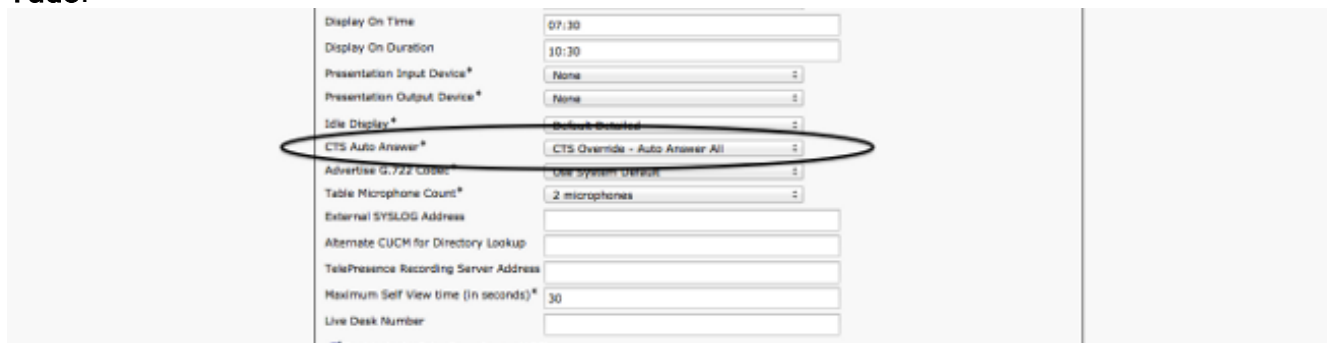 Display On Time 07:30
Display On Duration 10:30
Presentation Input Device* None
Presentation Output Device* None
Idle Display* Default Detailed
CTS Auto Answer* CTS Override - Auto Answer All
Advertise G.722 Codec* Use System Default
Table Microphone Count* 2 microphones
External SYSLOG Address
Alternate CUCM for Directory Lookup
TelePresence Recording Server Address
Maximum Self View time (in seconds)* 30
Live Desk Number